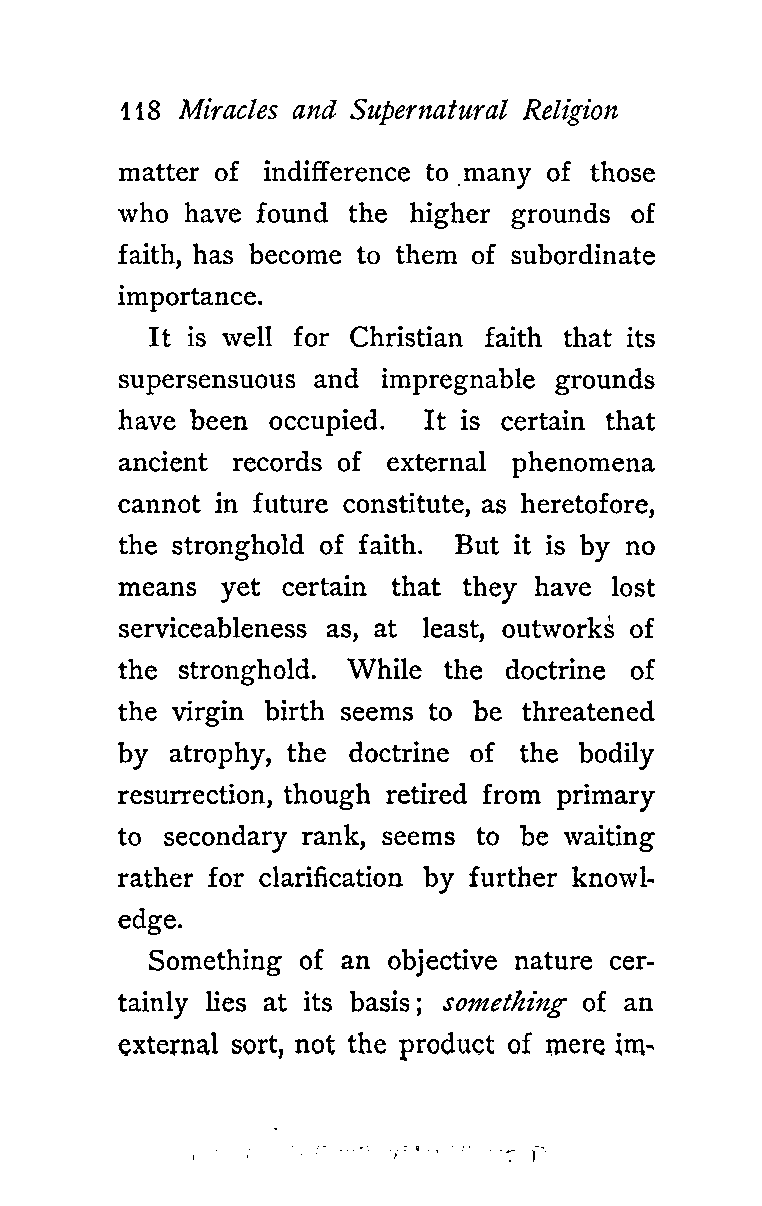 118 Miracles and Supernatural Religion
matter of indifference to many of those
who have found the higher grounds of
faith, has become to them of subordinate
importance.
It is well for Christian faith that its
supersensuous and impregnable grounds
have been occupied. It is certain that
ancient records of external phenomena
cannot in future constitute, as heretofore,
the stronghold of faith. But it is by no
means yet certain that they have lost
serviceableness as, at least, outworks of
the stronghold. While the doctrine of
the virgin birth seems to be threatened
by atrophy, the doctrine of the bodily
resurrection, though retired from primary
to secondary rank, seems to be waiting
rather for clarification by further knowl-
edge.
Something of an objective nature cer-
tainly lies at its basis; something of an
external sort, not the product of mere im-